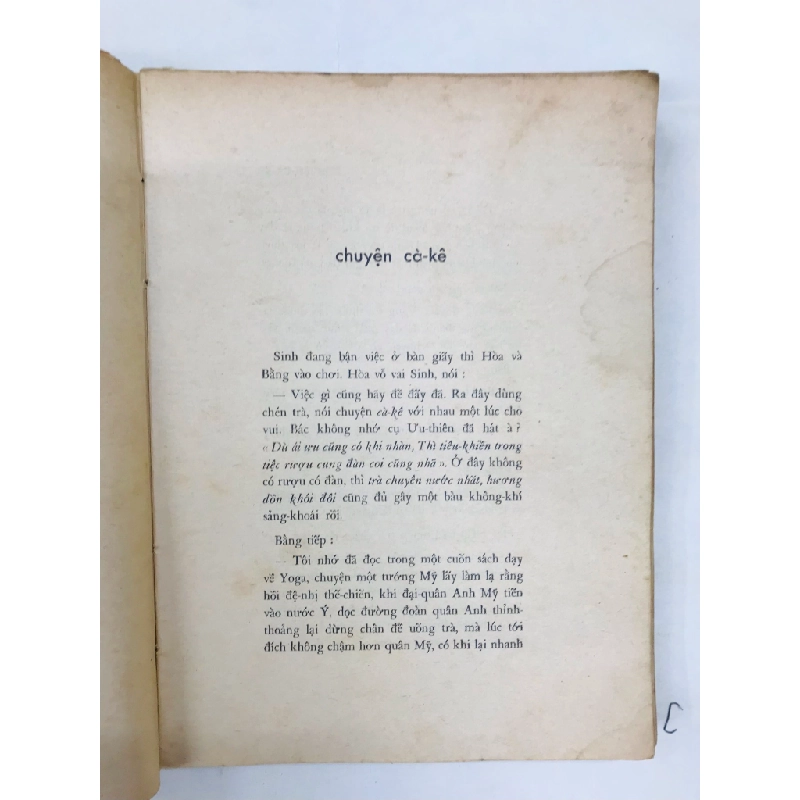 chuyện cà-kê
Sinh đang bận việc ở bàn giấy thì Hòa và
Bằng vào chơi. Hòa vỗ vai Sinh, nói :
— Việc gì cũng hãy để đấy đã. Ra đây dùng
chén trà, nói chuyện cà-kê với nhau một lúc cho
vui. Bác không nhớ cụ Ưu-thiên đã hát à ?
« Dù ái ưu cũng có khi nhàn, Thì tiêu-khiển trong
tiệc rượu cung đàn coi cũng nhã ». Ở đây không
có rượu có đàn, thì trà chuyên nước nhất, hương
dồn khói đôi cũng đủ gây một bàu không-khí
sảng-khoái rồi.
Bằng tiếp :
— Tôi nhớ đã đọc trong một cuốn sách dạy
về Yoga, chuyện một tướng Mỹ lấy làm lạ rằng
hồi đệ-nhị thế-chiến, khi đại-quân Anh Mỹ tiến
vào nước Ý, dọc đường đoàn quân Anh thỉnh-
thoảng lại dừng chân để uống trà, mà lúc tới
đích không chậm hơn quân Mỹ, có khi lại nhanh